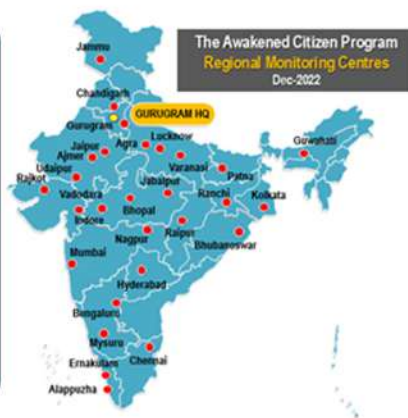 The Awakened Citizen Program
Regional Monitoring Centres
Dec-2022
Jammu
Chandigarh
GURUGRAM HQ
Gurugram
Jaipur
Agra
Lucknow
Guwahati
Ajmer
Udaipur
Varanasi
Patna
Rajkot
Jabalpur
Ranchi
Kolkata
Vadodara
Indore
Bhopal
Nagpur
Raipur
Bhubaneswar
Mumbai
Hyderabad
Bengaluru
Mysuru
Chennai
Ernakulam
Alappuzha